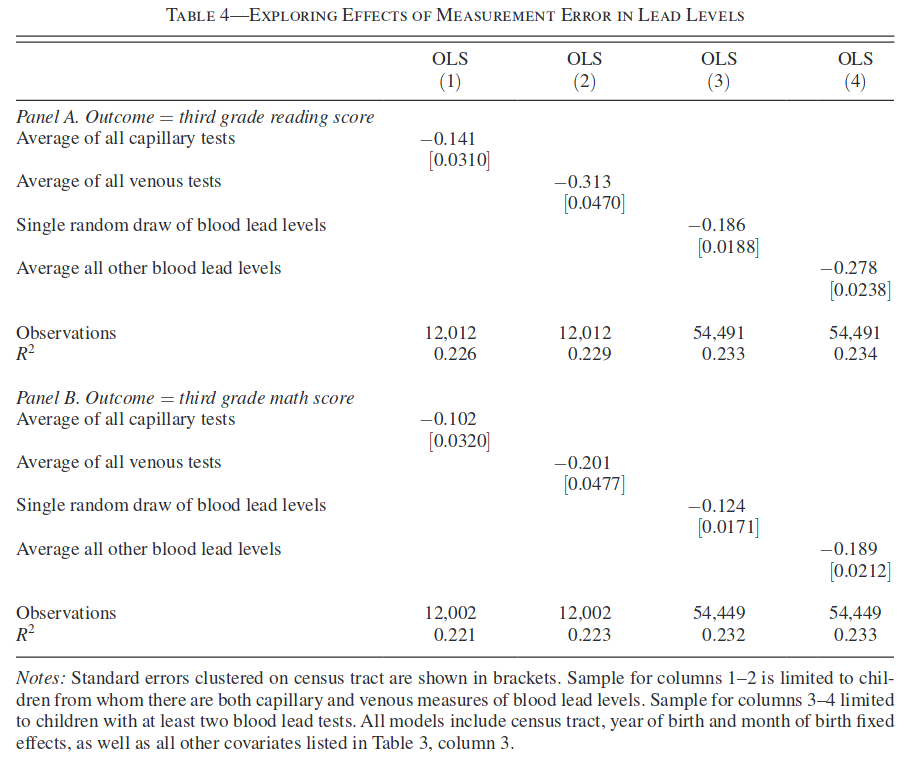 TABLE 4—EXPLORING EFFECTS OF MEASUREMENT ERROR IN LEAD LEVELS
OLS OLS OLS OLS
(1) (2) (3) (4)
Panel A. Outcome = third grade reading score
Average of all capillary tests −0.141
[0.0310]
Average of all venous tests −0.313
[0.0470]
Single random draw of blood lead levels −0.186
[0.0188]
Average all other blood lead levels −0.278
[0.0238]
Observations 12,012 12,012 54,491 54,491
R² 0.226 0.229 0.233 0.234
Panel B. Outcome = third grade math score
Average of all capillary tests −0.102
[0.0320]
Average of all venous tests −0.201
[0.0477]
Single random draw of blood lead levels −0.124
[0.0171]
Average all other blood lead levels −0.189
[0.0212]
Observations 12,002 12,002 54,449 54,449
R² 0.221 0.223 0.232 0.233
Notes: Standard errors clustered on census tract are shown in brackets. Sample for columns 1–2 is limited to chil-
dren from whom there are both capillary and venous measures of blood lead levels. Sample for columns 3–4 limited
to children with at least two blood lead tests. All models include census tract, year of birth and month of birth fixed
effects, as well as all other covariates listed in Table 3, column 3.